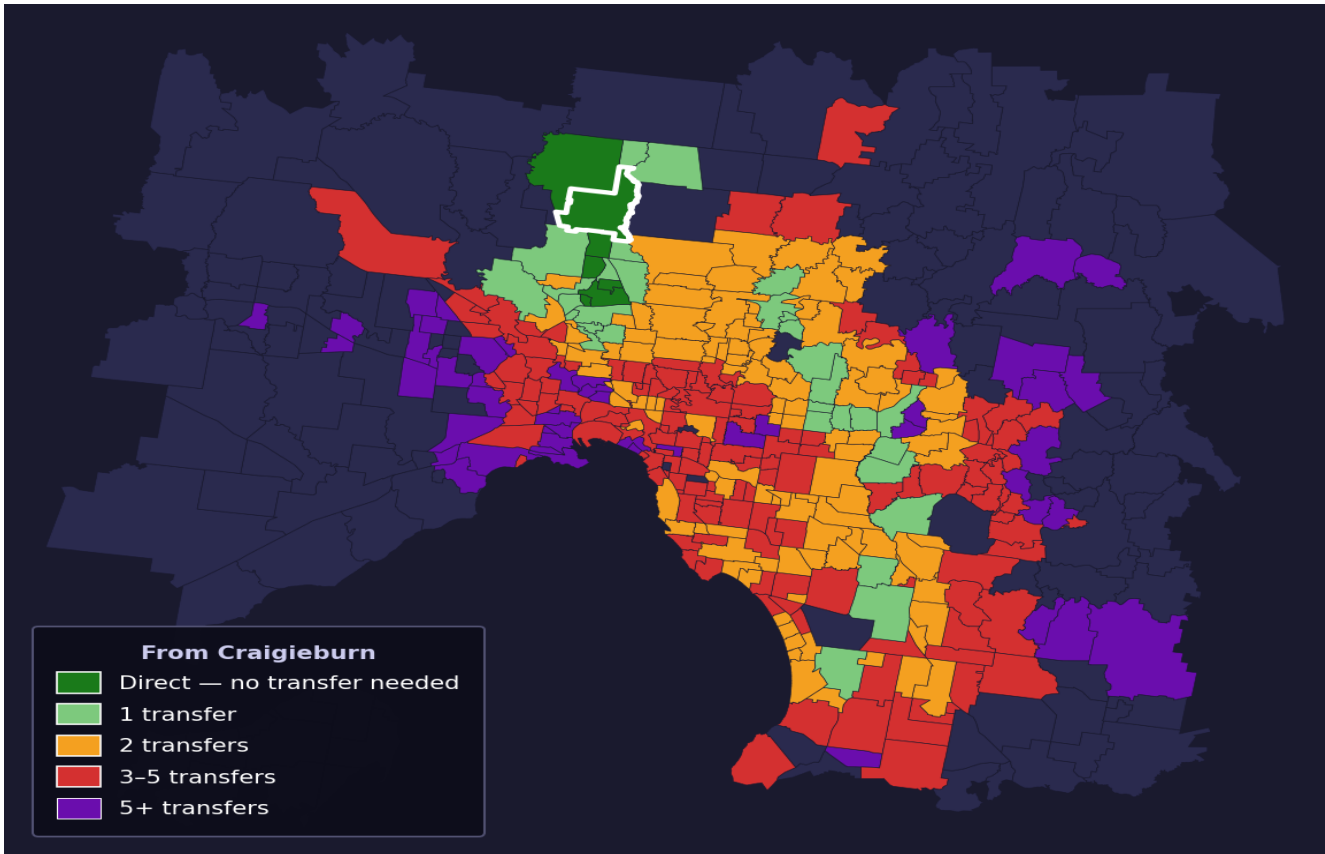 From Craigieburn
Direct — no transfer needed
1 transfer
2 transfers
3–5 transfers
5+ transfers